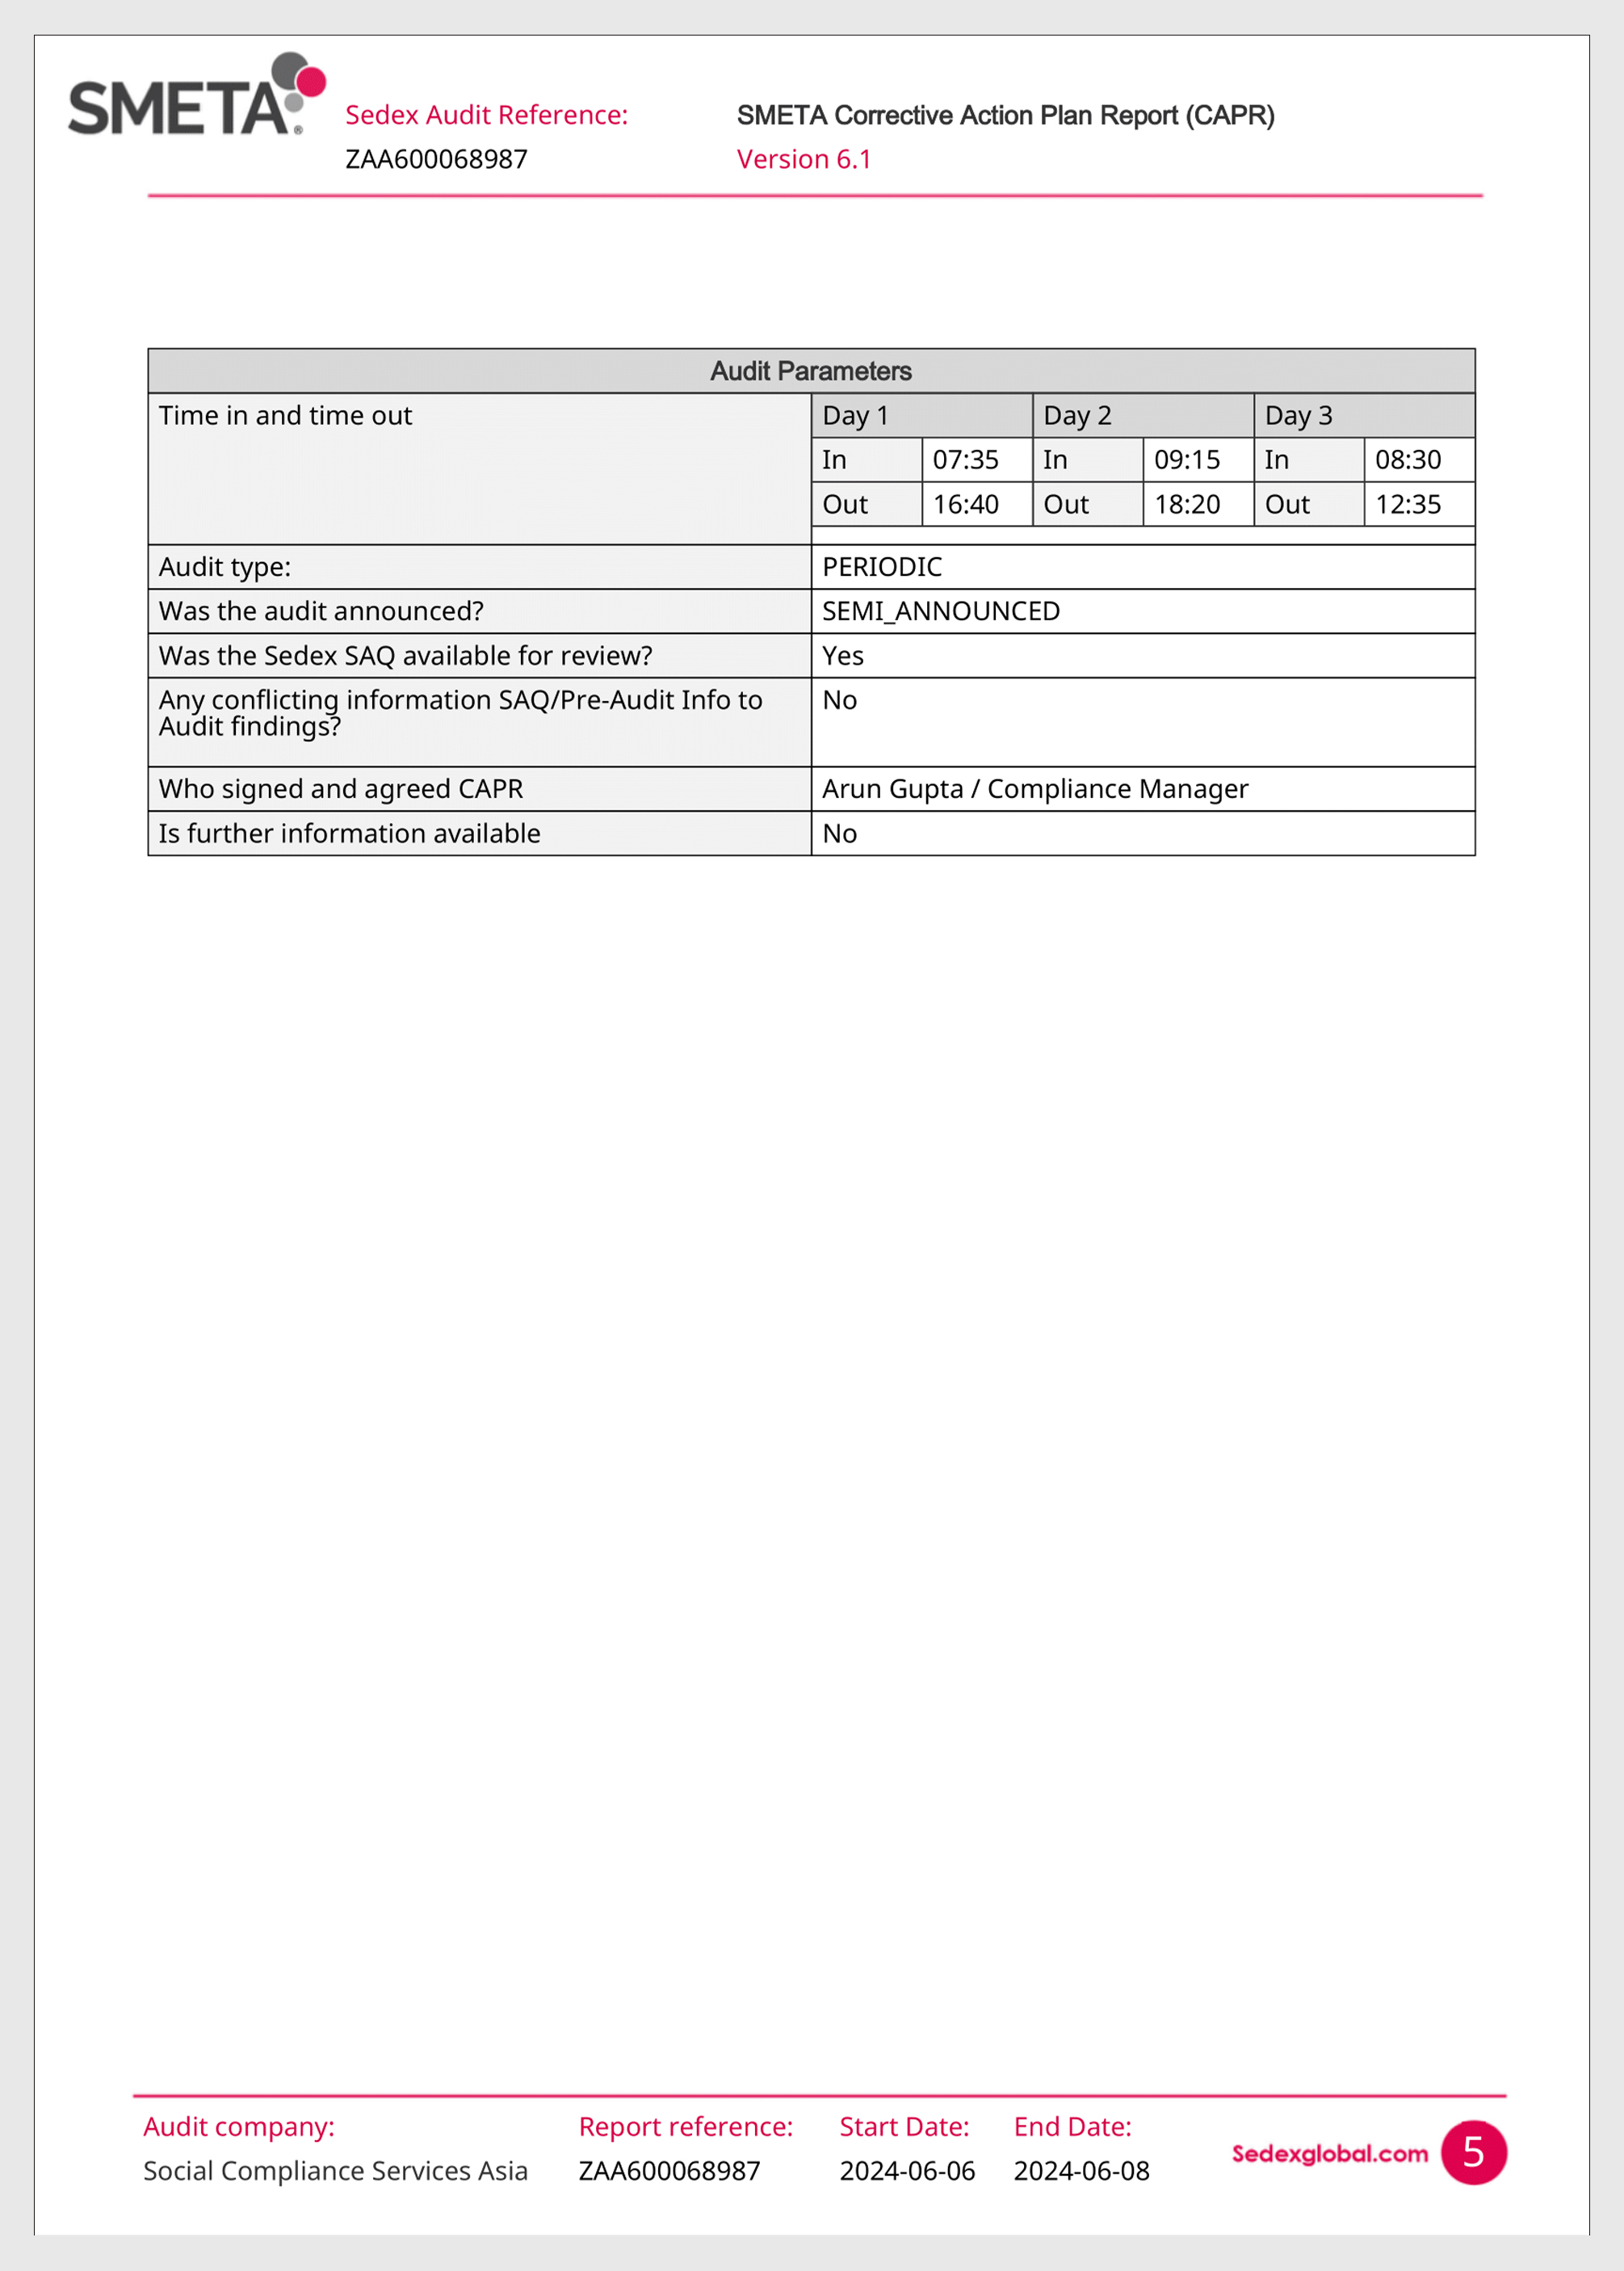 SMETA®
Sedex Audit Reference:
ZAA600068987
SMETA Corrective Action Plan Report (CAPR)
Version 6.1
Audit Parameters
Time in and time out
Day 1 Day 2 Day 3
In 07:35 In 09:15 In 08:30
Out 16:40 Out 18:20 Out 12:35
Audit type: PERIODIC
Was the audit announced? SEMI_ANNOUNCED
Was the Sedex SAQ available for review? Yes
Any conflicting information SAQ/Pre-Audit Info to No
Audit findings?
Who signed and agreed CAPR Arun Gupta / Compliance Manager
Is further information available No
Audit company: Report reference: Start Date: End Date:
Social Compliance Services Asia ZAA600068987 2024-06-06 2024-06-08
Sedexglobal.com 5